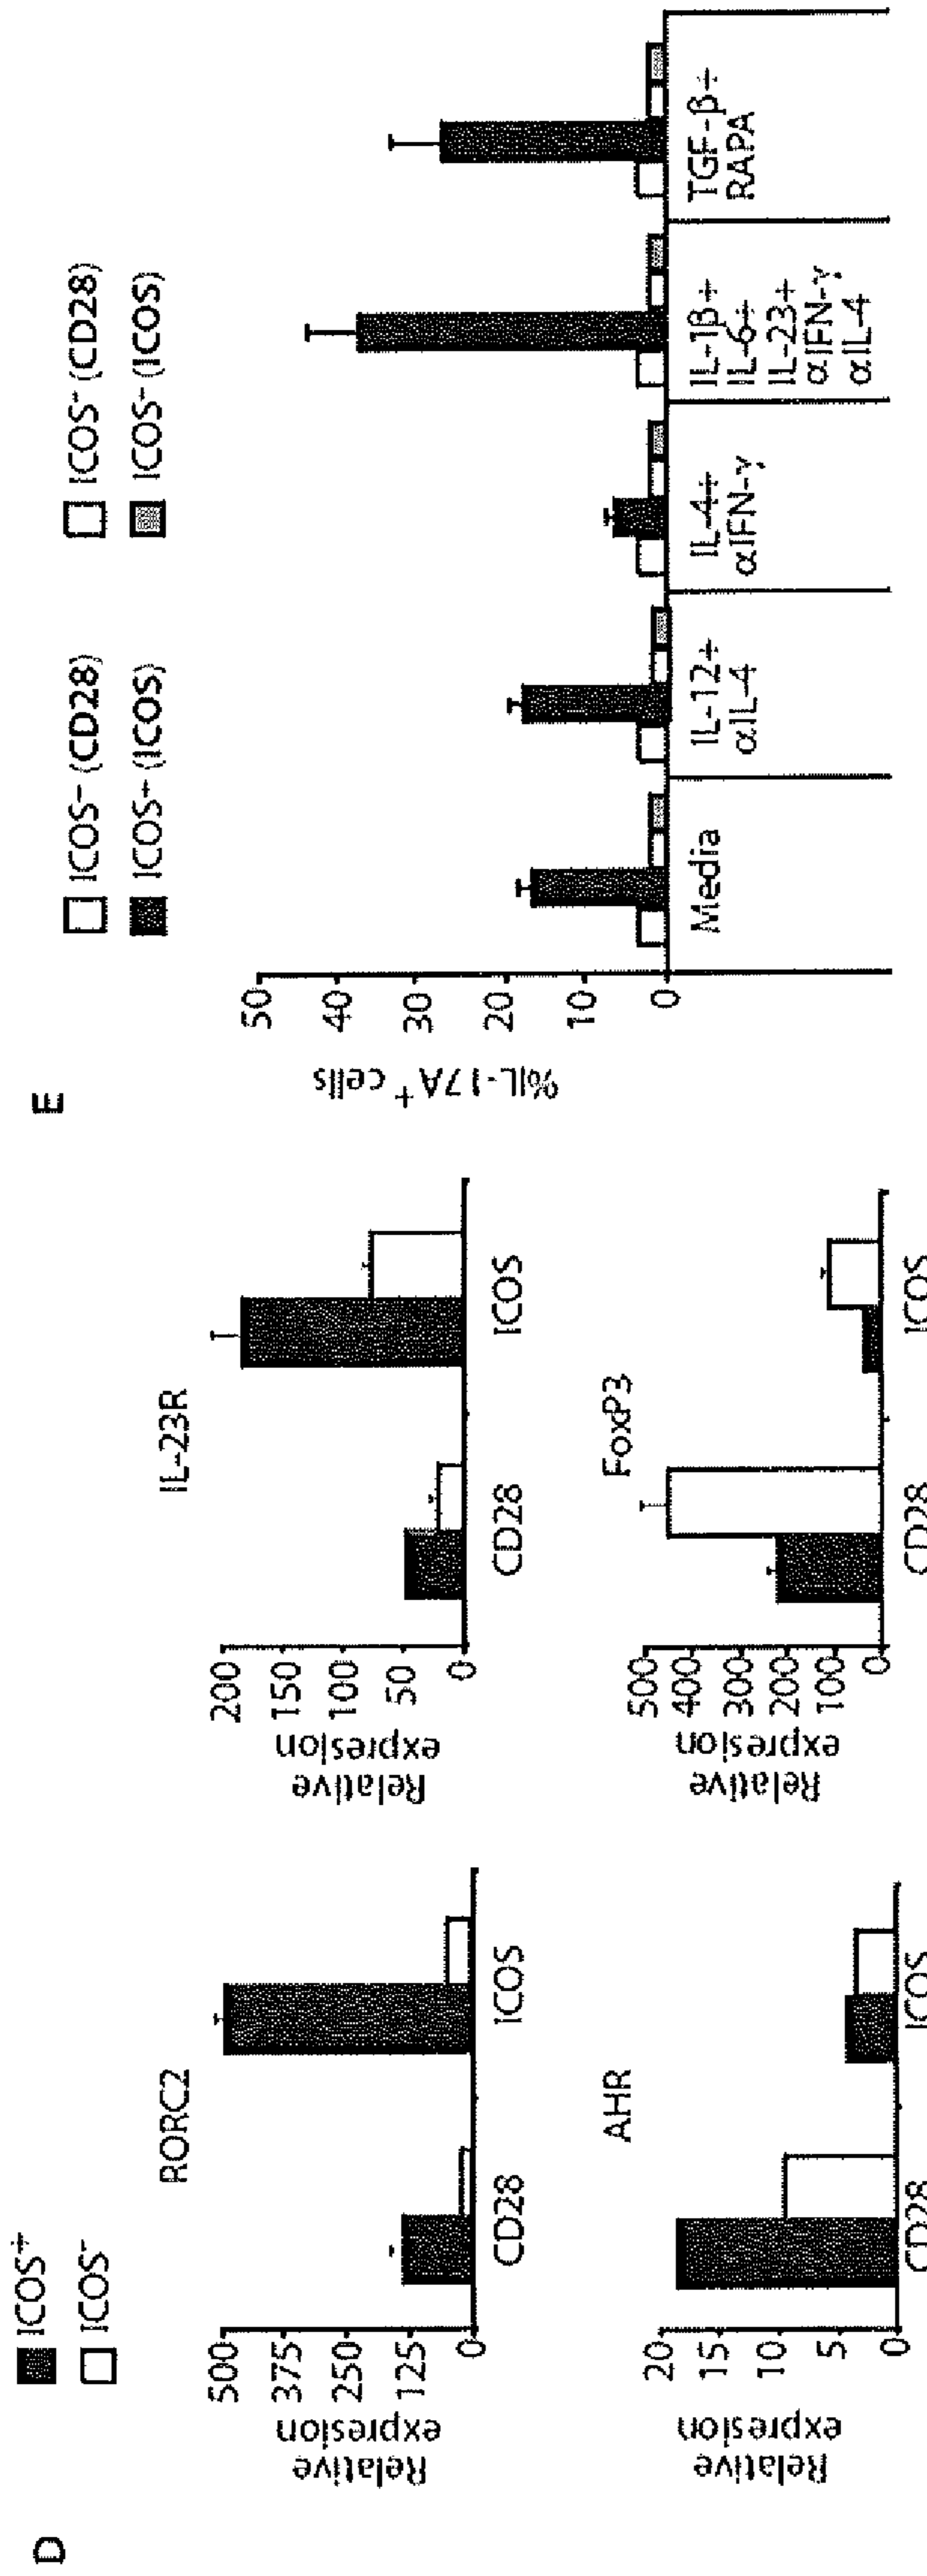 D
ICOS+
ICOS-
RORC2
Relative
expresion
500
375
250
125
0
CD28
ICOS
IL-23R
Relative
expresion
200
150
100
50
0
CD28
ICOS
AHR
Relative
expresion
20
15
10
5
0
CD28
ICOS
FoxP3
Relative
expresion
500
400
300
200
100
0
CD28
ICOS
E
ICOS- (CD28)
ICOS- (CD28)
ICOS+ (ICOS)
ICOS- (ICOS)
%IL-17A+ cells
50
40
30
20
10
0
Media
IL-12+
αIL-4
IL-4+
αIFN-γ
IL-1β+
IL-6+
IL-23+
αIFN-γ
αIL-4
TGF-β+
RAPA